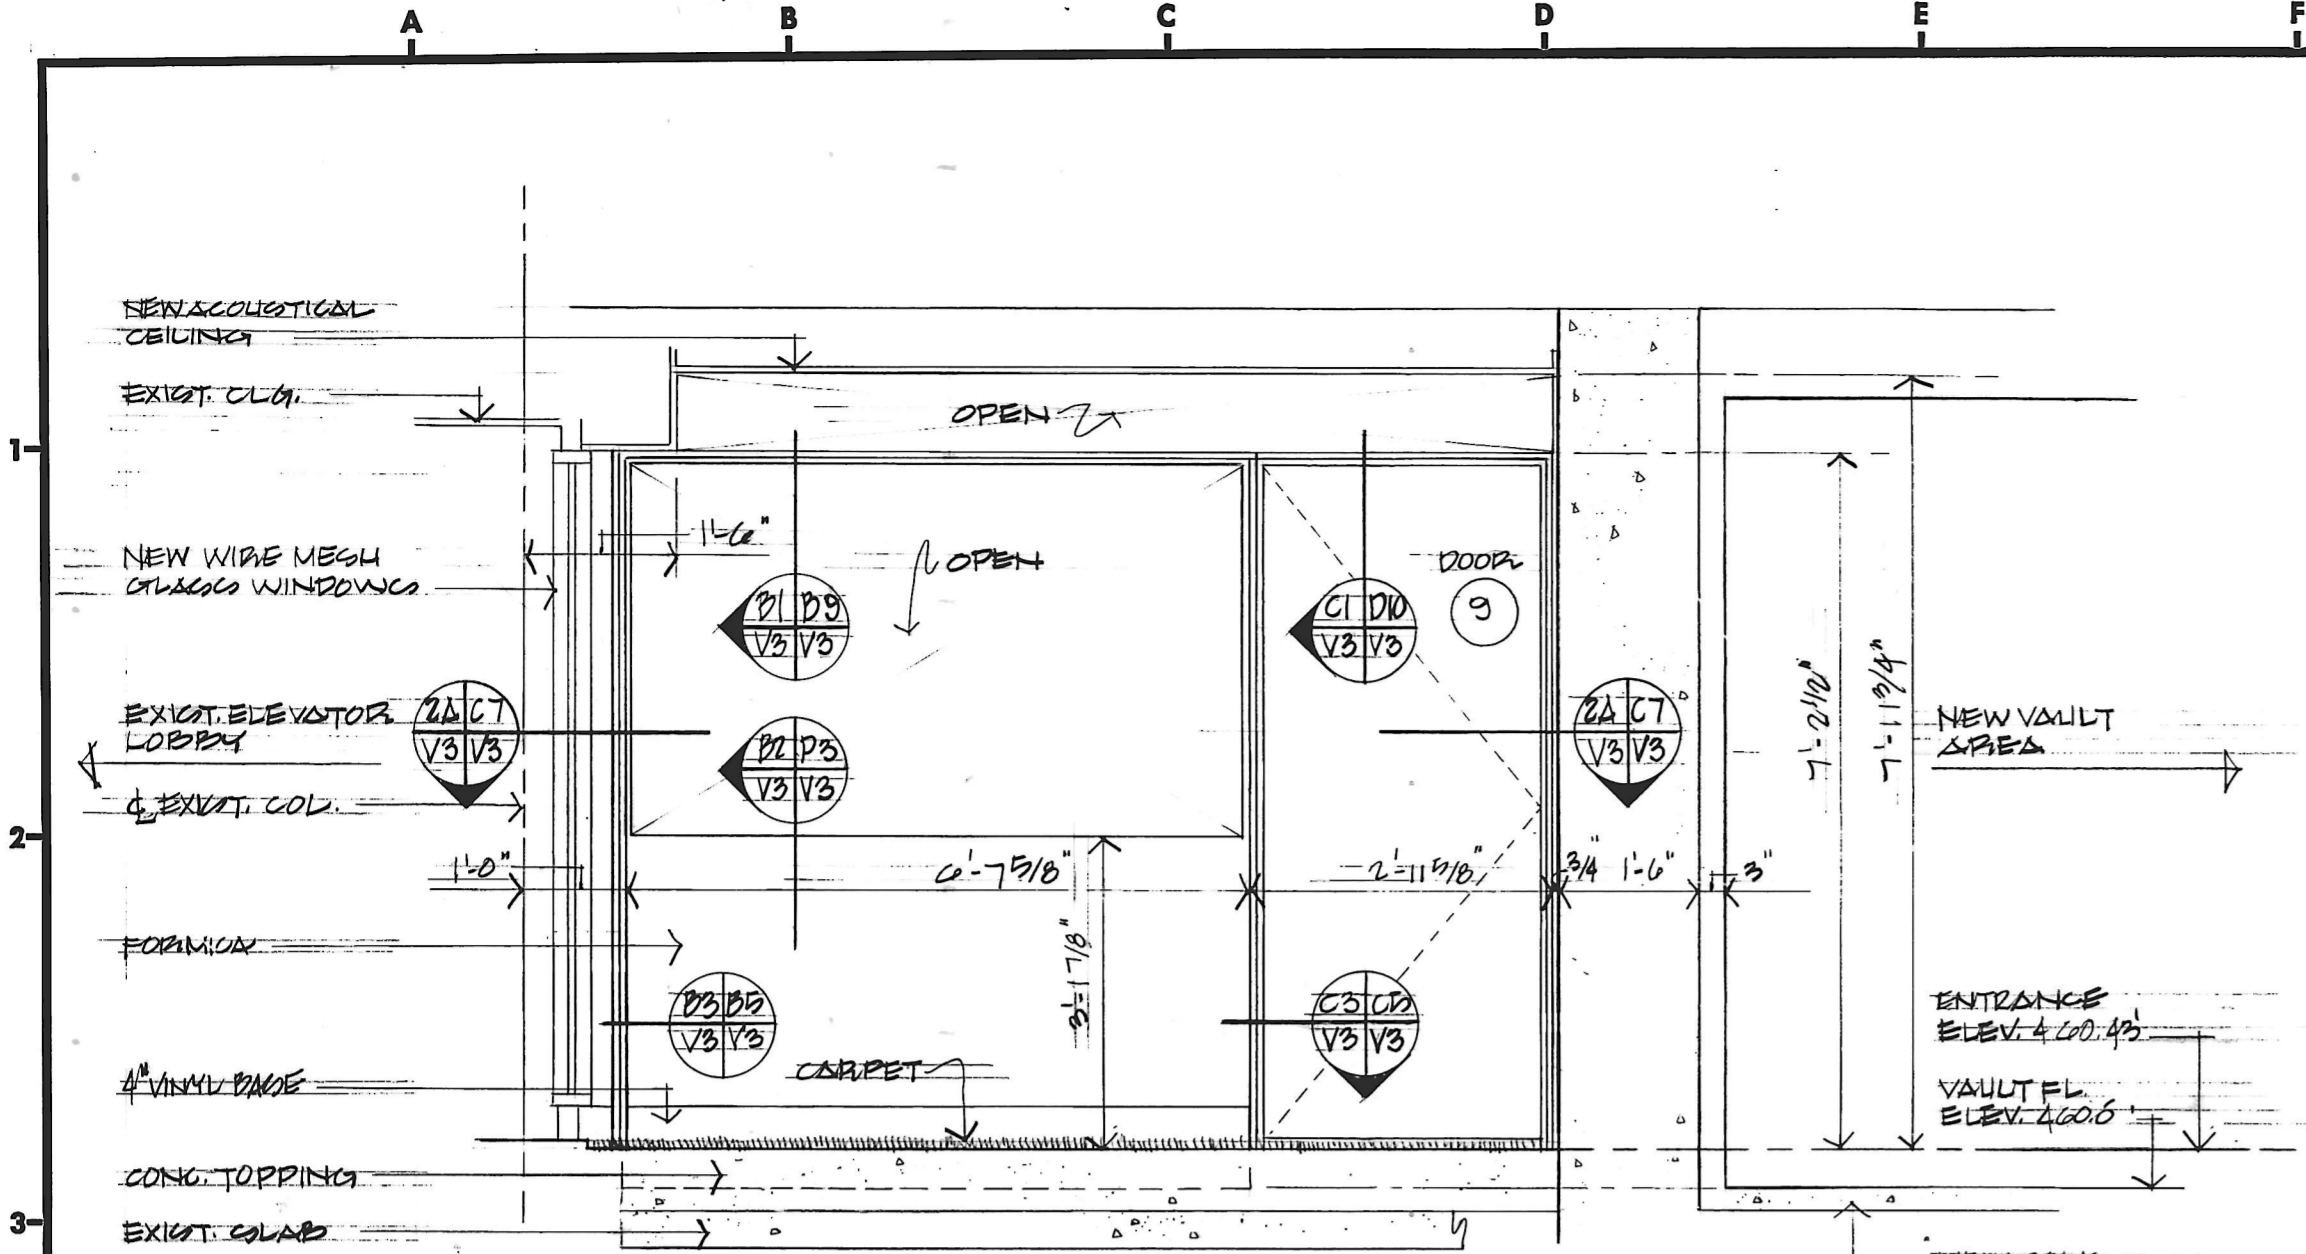 A B C D E F
NEW ACOUSTICAL
CEILING
EXIST. CLG.
OPEN
1
1'-6"
NEW WIRE MESH
GLASS WINDOWS
OPEN
DOOR
9
B1 B9
V3 V3
C1 D10
V3 V3
7'-2 1/2"
7'-11 3/4"
EXIST. ELEVATOR
LOBBY
2A C7
V3 V3
B2 P3
V3 V3
2A C7
V3 V3
NEW VAULT
AREA
℄ EXIST. COL.
2
1'-0"
6'-7 5/8"
2'-11 5/8"
3/4"
1'-6"
3"
FORMICA
3'-1 7/8"
B3 B5
V3 V3
C3 C5
V3 V3
ENTRANCE
ELEV. 460.43'
4" VINYL BASE
CARPET
VAULT FL.
ELEV. 460.0'
CONC. TOPPING
3
EXIST. SLAB